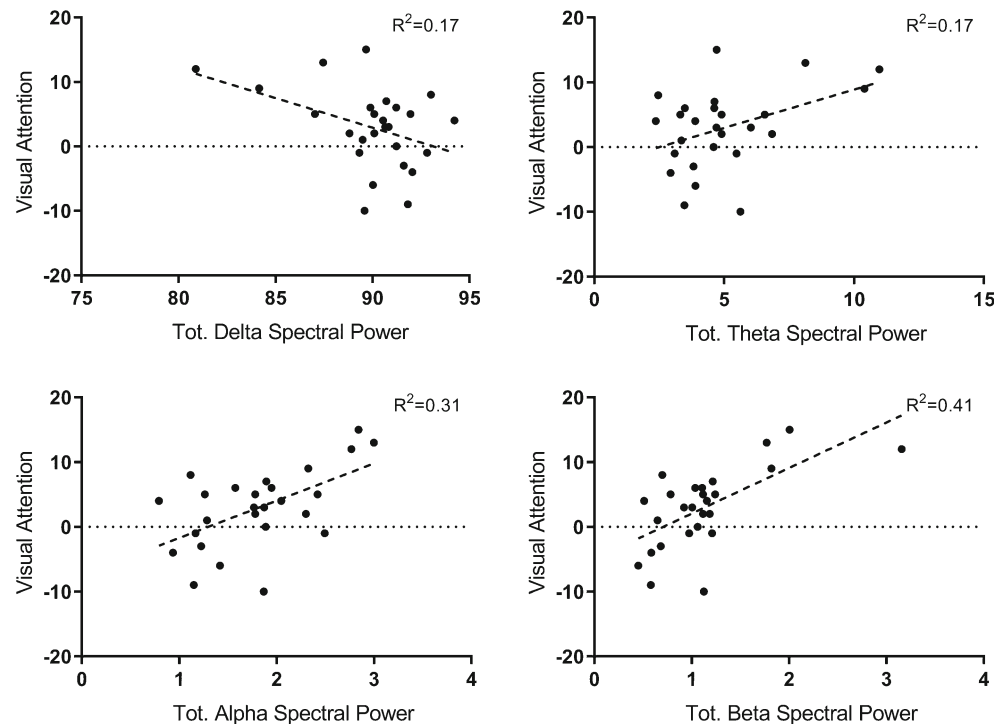 20
10
0
-10
-20
Visual Attention
R²=0.17
75 80 85 90 95
Tot. Delta Spectral Power
20
10
0
-10
-20
Visual Attention
R²=0.17
0 5 10 15
Tot. Theta Spectral Power
20
10
0
-10
-20
Visual Attention
R²=0.31
0 1 2 3 4
Tot. Alpha Spectral Power
20
10
0
-10
-20
Visual Attention
R²=0.41
0 1 2 3 4
Tot. Beta Spectral Power